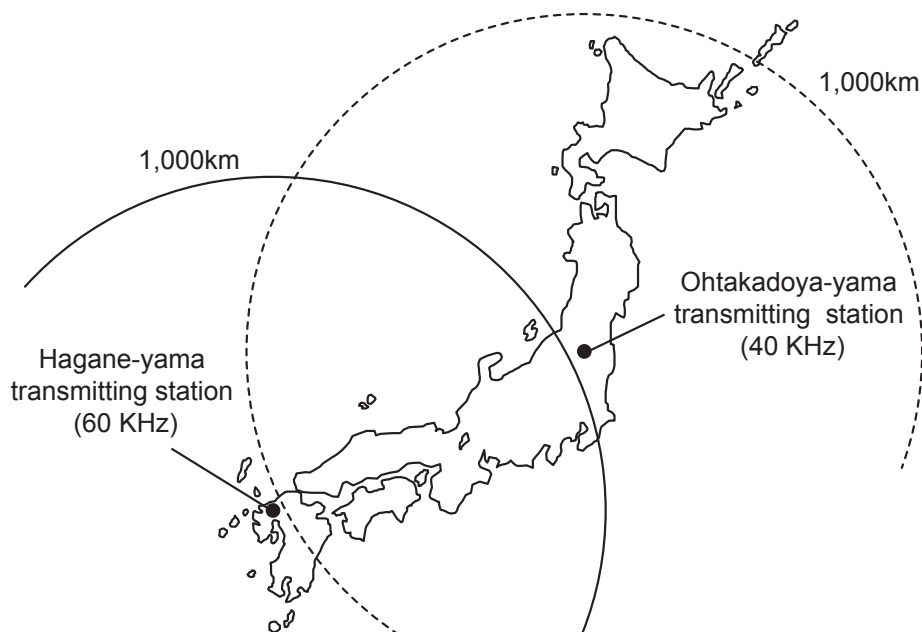 1,000km
1,000km
Ohtakadoya-yama
transmitting station
(40 KHz)
Hagane-yama
transmitting station
(60 KHz)